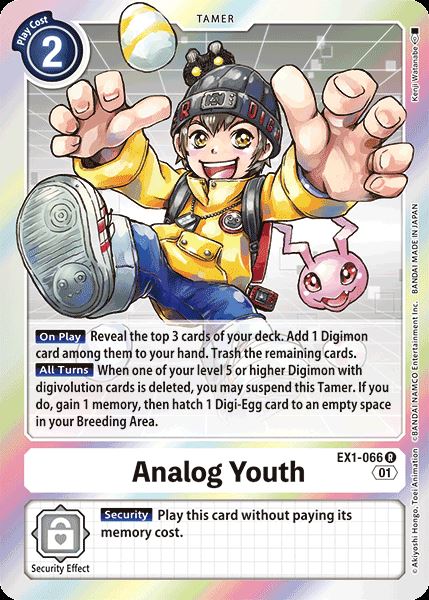 TAMER
Play Cost
2
Kenji Watanabe
BANDAI MADE IN JAPAN
On Play Reveal the top 3 cards of your deck. Add 1 Digimon
card among them to your hand. Trash the remaining cards.
All Turns When one of your level 5 or higher Digimon with
digivolution cards is deleted, you may suspend this Tamer. If you
do, gain 1 memory, then hatch 1 Digi-Egg card to an empty space
in your Breeding Area.
©Akiyoshi Hongo, Toei Animation ©BANDAI NAMCO Entertainment Inc.
EX1-066 R
Analog Youth
01
Security Play this card without paying its
memory cost.
Security Effect